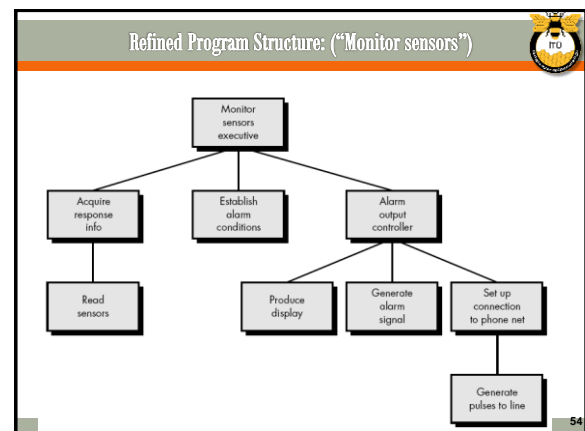 Refined Program Structure: ("Monitor sensors")
İTÜ
Monitor
sensors
executive
Acquire
response
info
Establish
alarm
conditions
Alarm
output
controller
Read
sensors
Produce
display
Generate
alarm
signal
Set up
connection
to phone net
Generate
pulses to line
54